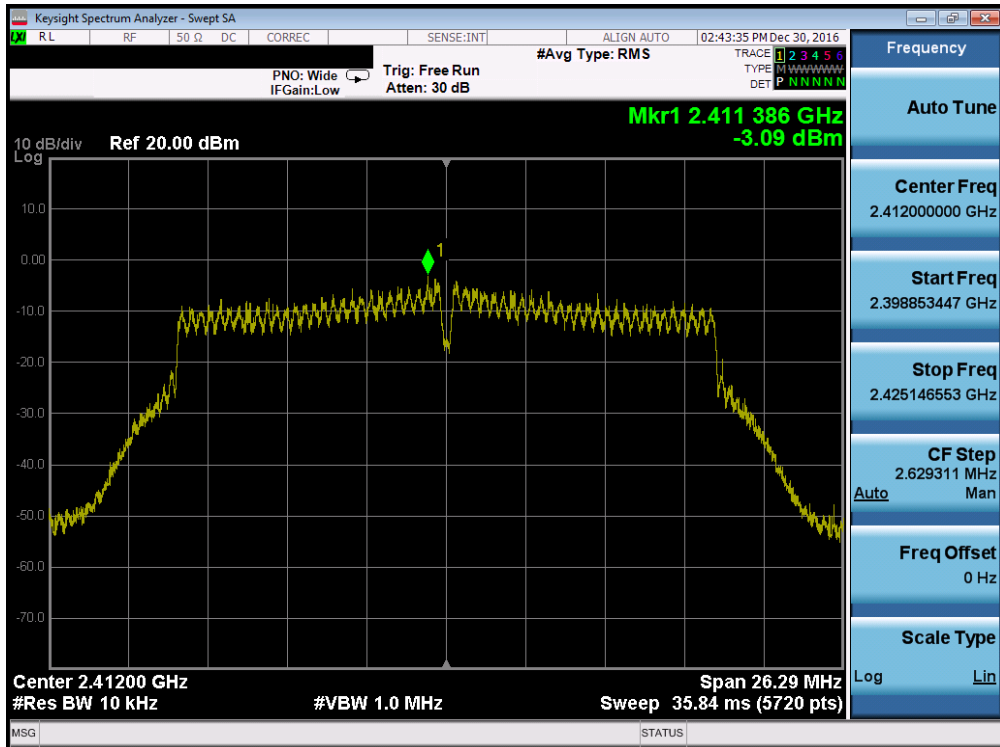 Keysight Spectrum Analyzer - Swept SA
LXI RL RF 50 Ω DC CORREC SENSE:INT ALIGN AUTO 02:43:35 PM Dec 30, 2016
#Avg Type: RMS TRACE 1 2 3 4 5 6
PNO: Wide Trig: Free Run TYPE M WWWWW
IFGain:Low Atten: 30 dB DET P N N N N N
Mkr1 2.411 386 GHz
-3.09 dBm
10 dB/div Ref 20.00 dBm
Log
10.0
0.00
-10.0
-20.0
-30.0
-40.0
-50.0
-60.0
-70.0
1
Center 2.41200 GHz Span 26.29 MHz
#Res BW 10 kHz #VBW 1.0 MHz Sweep 35.84 ms (5720 pts)
MSG STATUS
Frequency
Auto Tune
Center Freq
2.412000000 GHz
Start Freq
2.398853447 GHz
Stop Freq
2.425146553 GHz
CF Step
2.629311 MHz
Auto Man
Freq Offset
0 Hz
Scale Type
Log Lin